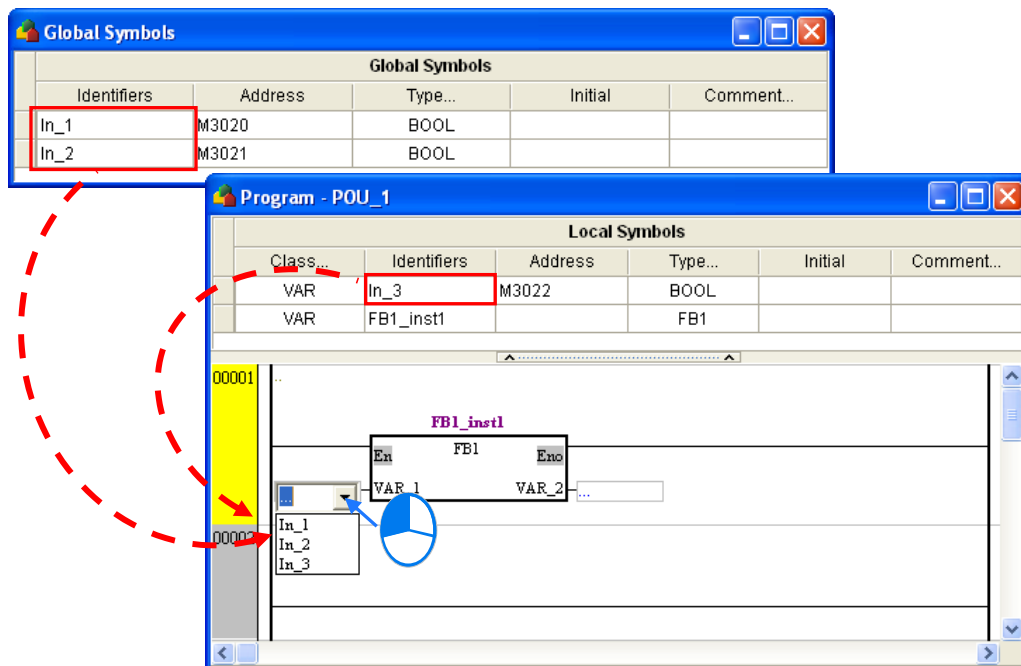 Global Symbols
Global Symbols
Identifiers Address Type... Initial Comment...
In_1 M3020 BOOL
In_2 M3021 BOOL
Program - POU_1
Local Symbols
Class... Identifiers Address Type... Initial Comment...
VAR In_3 M3022 BOOL
VAR FB1_inst1 FB1
00001 ..
FB1_inst1
En FB1 Eno
... VAR_1 VAR_2 ...
In_1
00002 In_2
In_3